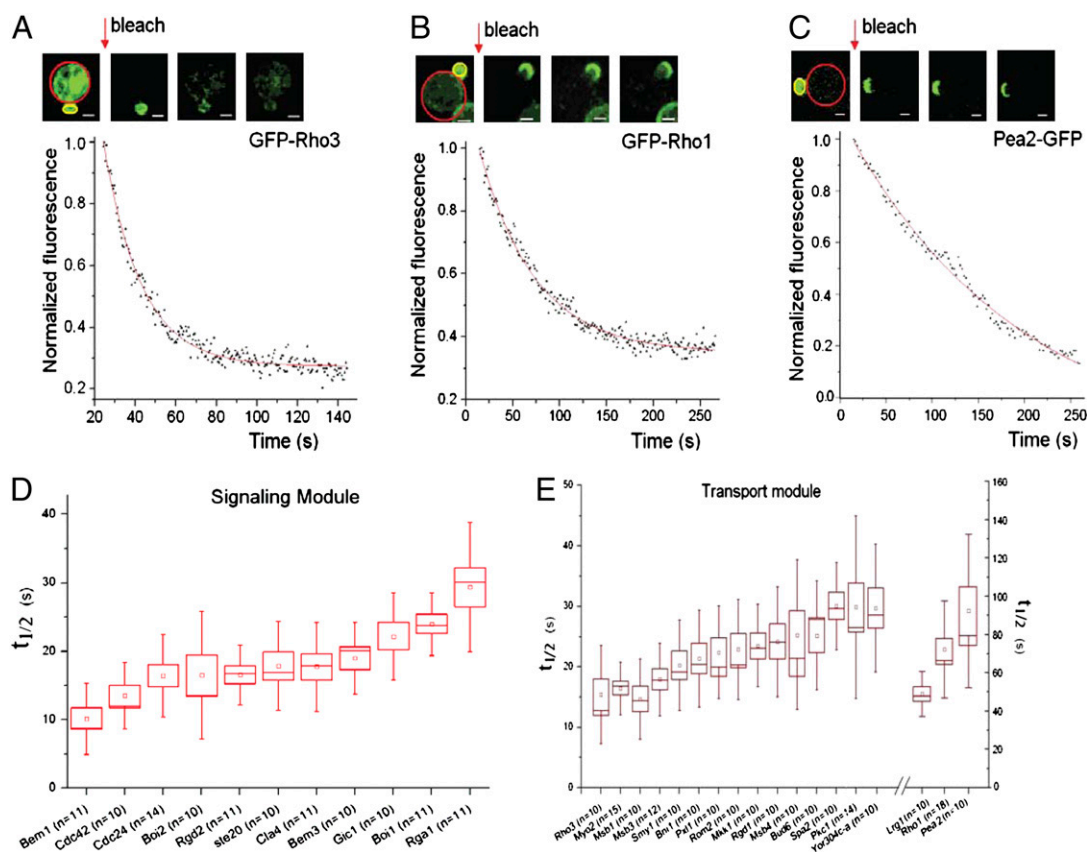 A
bleach
GFP-Rho3
Normalized fluorescence
1.0
0.8
0.6
0.4
0.2
20 40 60 80 100 120 140
Time (s)
B
bleach
GFP-Rho1
Normalized fluorescence
1.0
0.8
0.6
0.4
0.2
0 50 100 150 200 250
Time (s)
C
bleach
Pea2-GFP
Normalized fluorescence
1.0
0.8
0.6
0.4
0.2
0.0
0 50 100 150 200 250
Time (s)
D
Signaling Module
t1/2 (s)
40
30
20
10
0
Bem1 (n=11)
Cdc42 (n=10)
Cdc24 (n=14)
Boi2 (n=10)
Rgd2 (n=11)
ste20 (n=10)
Cla4 (n=11)
Bem3 (n=10)
Gic1 (n=10)
Boi1 (n=11)
Rga1 (n=11)
E
Transport module
t1/2 (s)
50
40
30
20
10
0
160
140
120
100
80
60
40
20
0
t1/2 (s)
Rho3 (n=10)
Myo2 (n=15)
Msb1 (n=10)
Msb3 (n=12)
Smy1 (n=10)
Bni1 (n=10)
Pxl1 (n=10)
Rom2 (n=10)
Mkk1 (n=10)
Rgd1 (n=10)
Msb4 (n=10)
Bud6 (n=10)
Spa2 (n=10)
Pkc1 (n=14)
Yor304c-a (n=10)
Lrg1 (n=10)
Rho1 (n=18)
Pea2 (n=10)